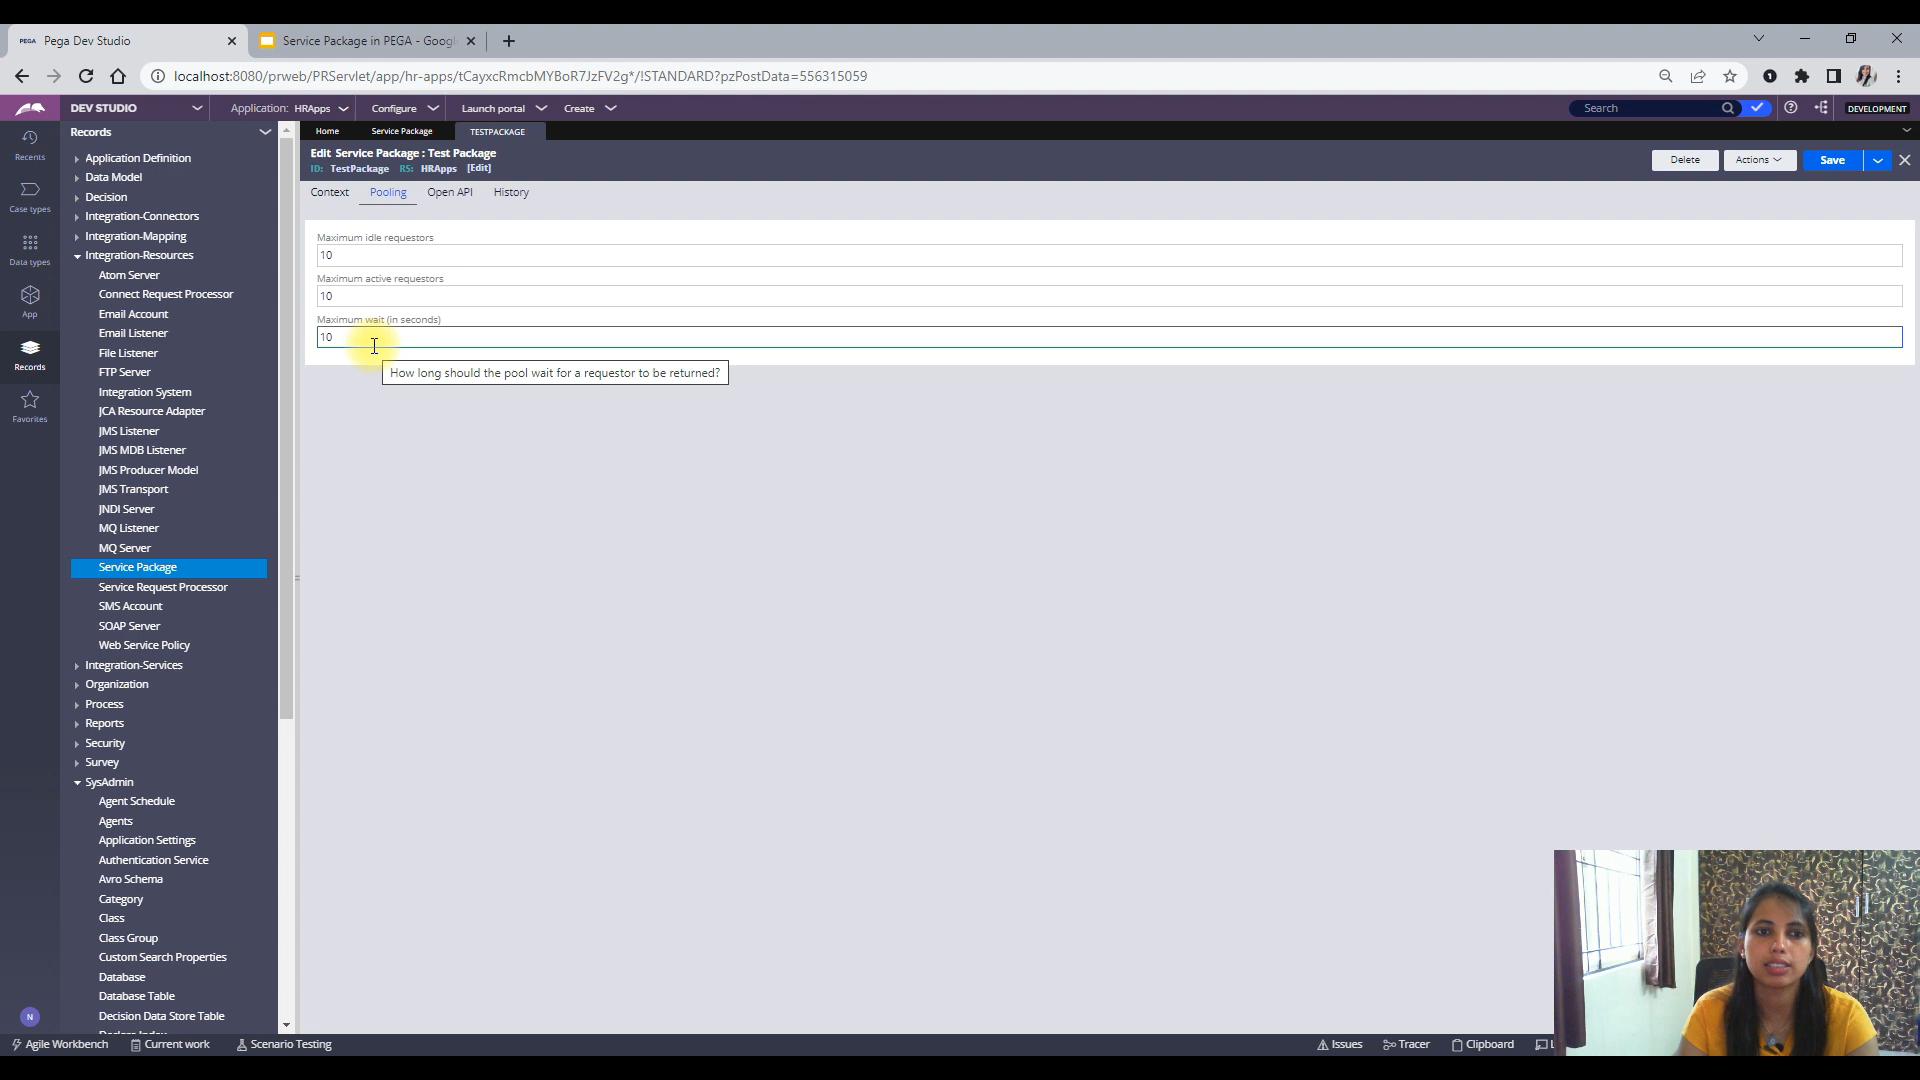 PEGA Pega Dev Studio
Service Package in PEGA - Googl
localhost:8080/prweb/PRServlet/app/hr-apps/tCayxcRmcbMYBoR7JzFV2g*/!STANDARD?pzPostData=556315059
DEV STUDIO
Application: HRApps
Configure
Launch portal
Create
Search
DEVELOPMENT
Recents
Case types
Data types
App
Records
Favorites
N
Records
Application Definition
Data Model
Decision
Integration-Connectors
Integration-Mapping
Integration-Resources
Atom Server
Connect Request Processor
Email Account
Email Listener
File Listener
FTP Server
Integration System
JCA Resource Adapter
JMS Listener
JMS MDB Listener
JMS Producer Model
JMS Transport
JNDI Server
MQ Listener
MQ Server
Service Package
Service Request Processor
SMS Account
SOAP Server
Web Service Policy
Integration-Services
Organization
Process
Reports
Security
Survey
SysAdmin
Agent Schedule
Agents
Application Settings
Authentication Service
Avro Schema
Category
Class
Class Group
Custom Search Properties
Database
Database Table
Decision Data Store Table
Home
Service Package
TESTPACKAGE
Edit Service Package : Test Package
ID: TestPackage RS: HRApps [Edit]
Delete
Actions
Save
Context
Pooling
Open API
History
Maximum idle requestors
10
Maximum active requestors
10
Maximum wait (in seconds)
10
How long should the pool wait for a requestor to be returned?
Agile Workbench
Current work
Scenario Testing
Issues
Tracer
Clipboard